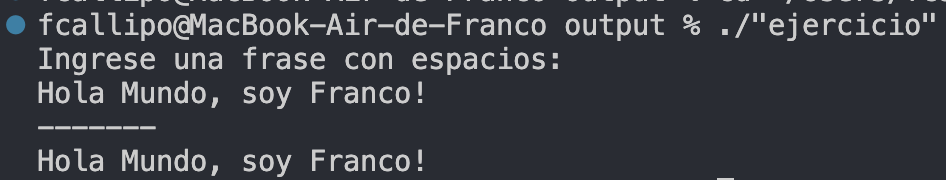 fcallipo@MacBook-Air-de-Franco output % ./"ejercicio"
Ingrese una frase con espacios:
Hola Mundo, soy Franco!
-------
Hola Mundo, soy Franco!